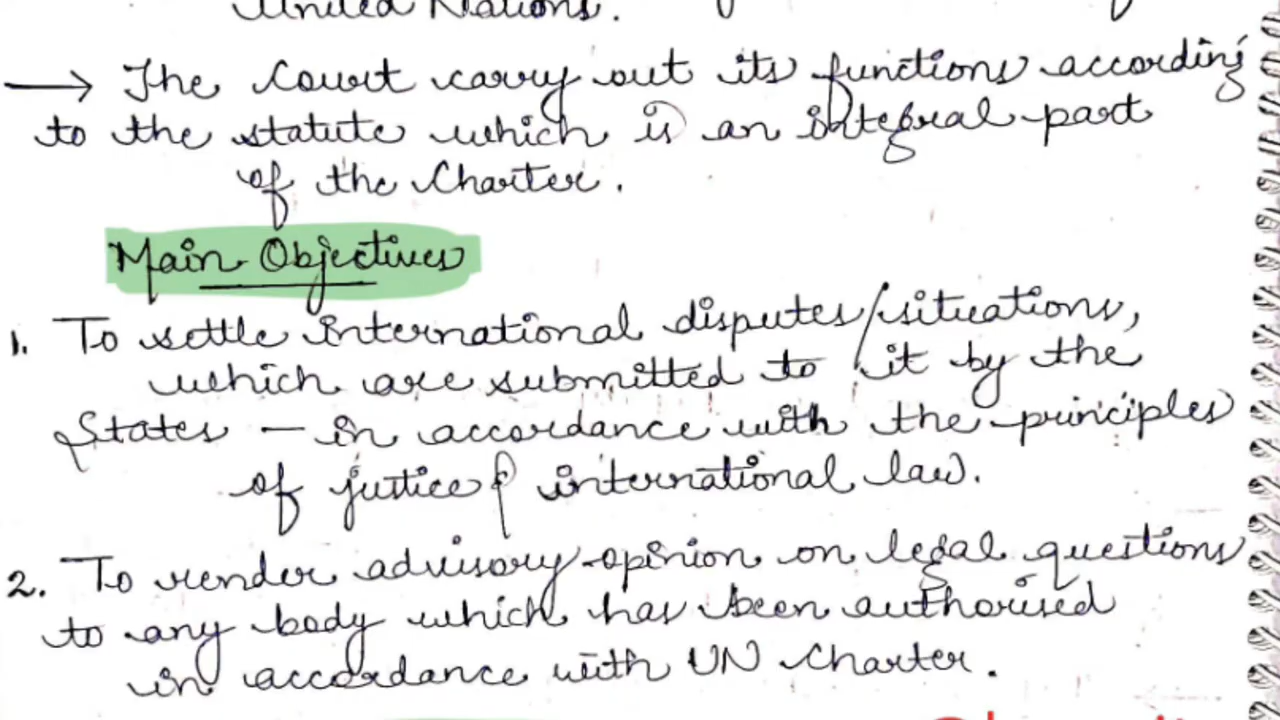 United Nations.
→ The Court carry out its functions according
to the statute which is an integral part
of the Charter.
Main Objectives
1. To settle international disputes/situations,
which are submitted to it by the
States – in accordance with the principles
of justice & international law.
2. To render advisory opinion on legal questions
to any body which has been authorised
in accordance with UN Charter.